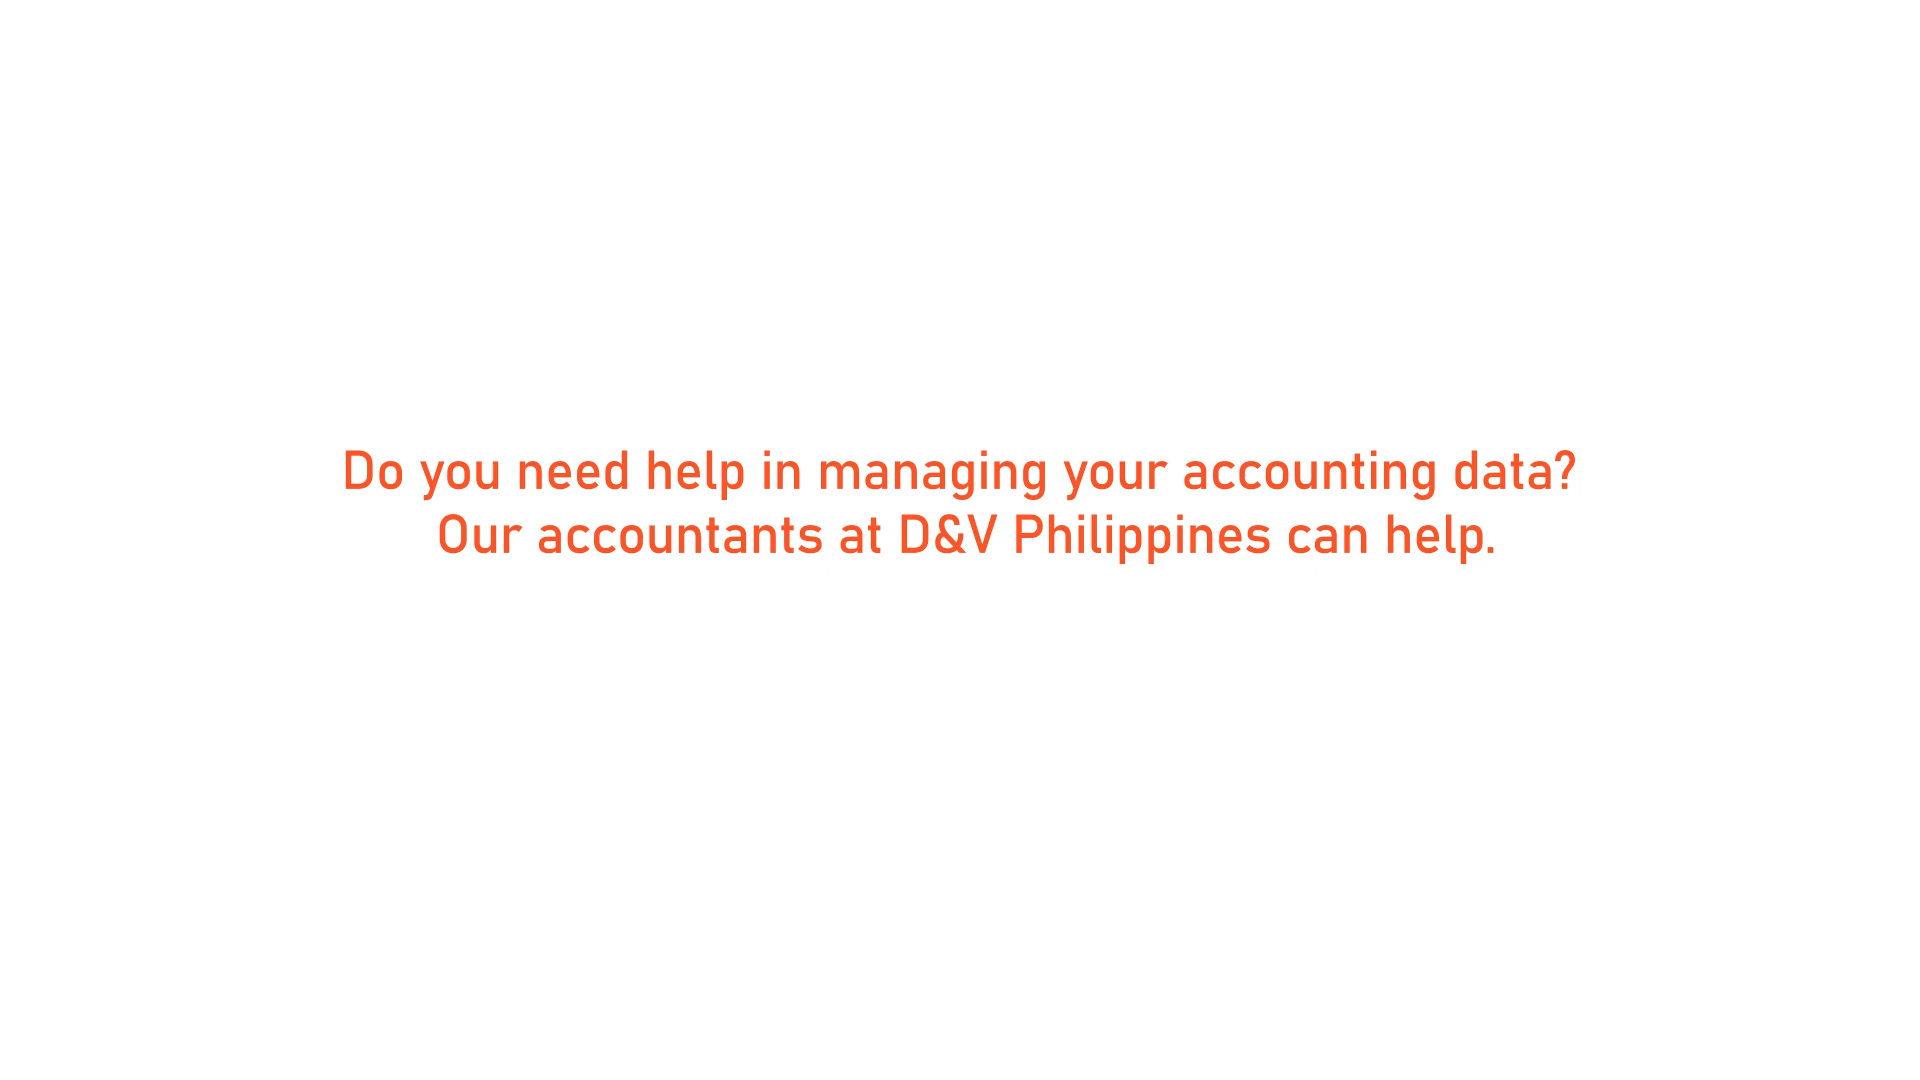 Do you need help in managing your accounting data?
Our accountants at D&V Philippines can help.